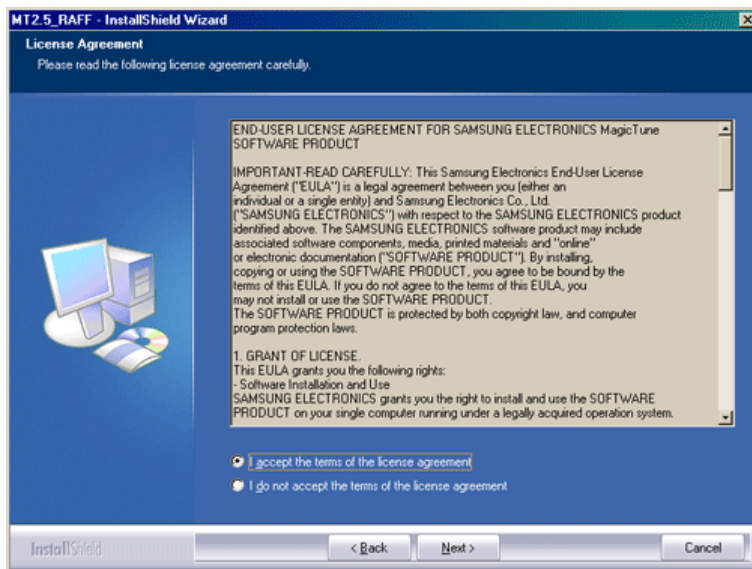 MT2.5_RAFF - InstallShield Wizard
License Agreement
Please read the following license agreement carefully.
END-USER LICENSE AGREEMENT FOR SAMSUNG ELECTRONICS MagicTune
SOFTWARE PRODUCT
IMPORTANT-READ CAREFULLY: This Samsung Electronics End-User License
Agreement ("EULA") is a legal agreement between you (either an
individual or a single entity) and Samsung Electronics Co., Ltd.
("SAMSUNG ELECTRONICS") with respect to the SAMSUNG ELECTRONICS product
identified above. The SAMSUNG ELECTRONICS software product may include
associated software components, media, printed materials and "online"
or electronic documentation ("SOFTWARE PRODUCT"). By installing,
copying or using the SOFTWARE PRODUCT, you agree to be bound by the
terms of this EULA. If you do not agree to the terms of this EULA, you
may not install or use the SOFTWARE PRODUCT.
The SOFTWARE PRODUCT is protected by both copyright law, and computer
program protection laws.
1. GRANT OF LICENSE.
This EULA grants you the following rights:
- Software Installation and Use
SAMSUNG ELECTRONICS grants you the right to install and use the SOFTWARE
PRODUCT on your single computer running under a legally acquired operation system.
I accept the terms of the license agreement
I do not accept the terms of the license agreement
InstallShield
< Back
Next >
Cancel